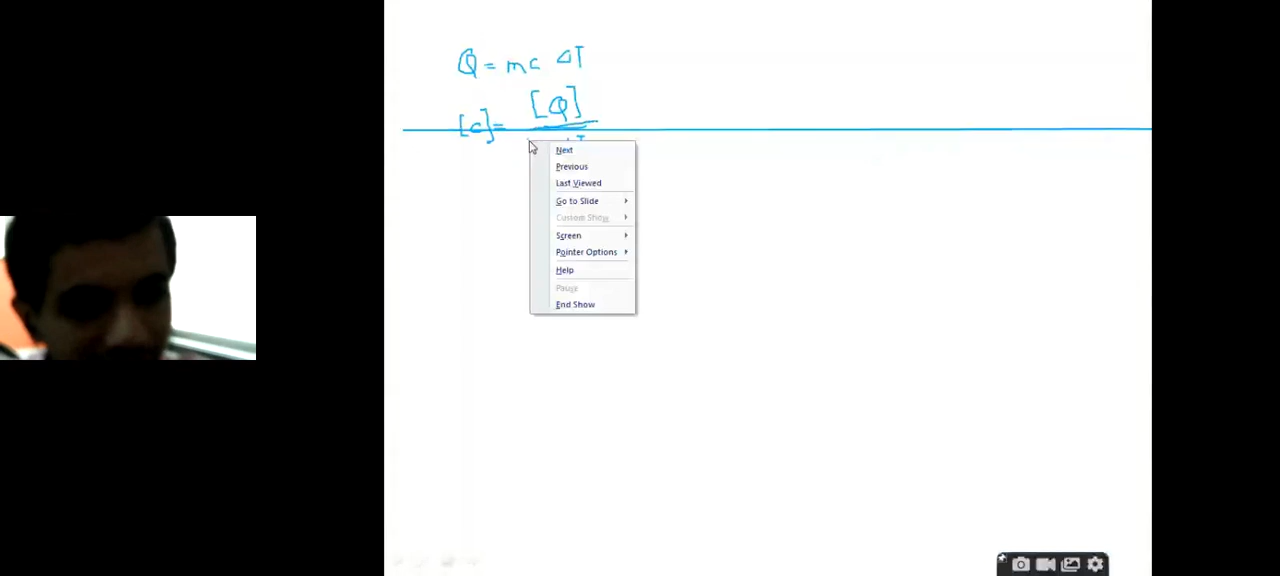 Q = mc ΔT
[Q]
[c] =
T
Next
Previous
Last Viewed
Go to Slide
Custom Show
Screen
Pointer Options
Help
Pause
End Show